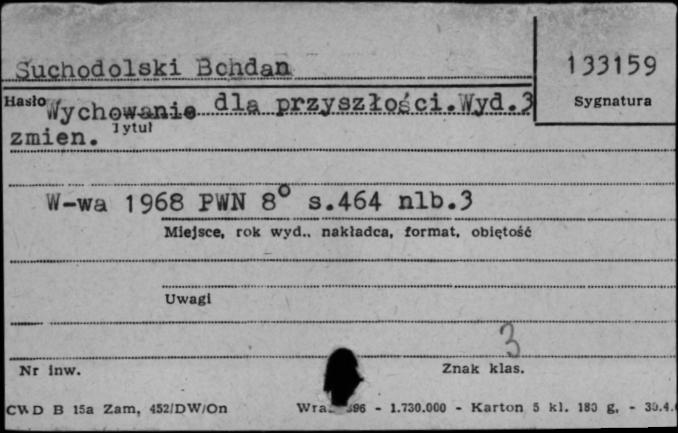 Suchodolski Bohdan
133159
Hasło
Sygnatura
Wychowanie dla przyszłości.Wyd.3
Tytuł
zmien.
W-wa 1968 PWN 8° s.464 nlb.3
Miejsce, rok wyd., nakładca, format, objętość
Uwagi
3
Nr inw.
Znak klas.
CWD B 15a Zam, 452/DW/On
- 1.730.000 - Karton 5 kl. 180 g, -